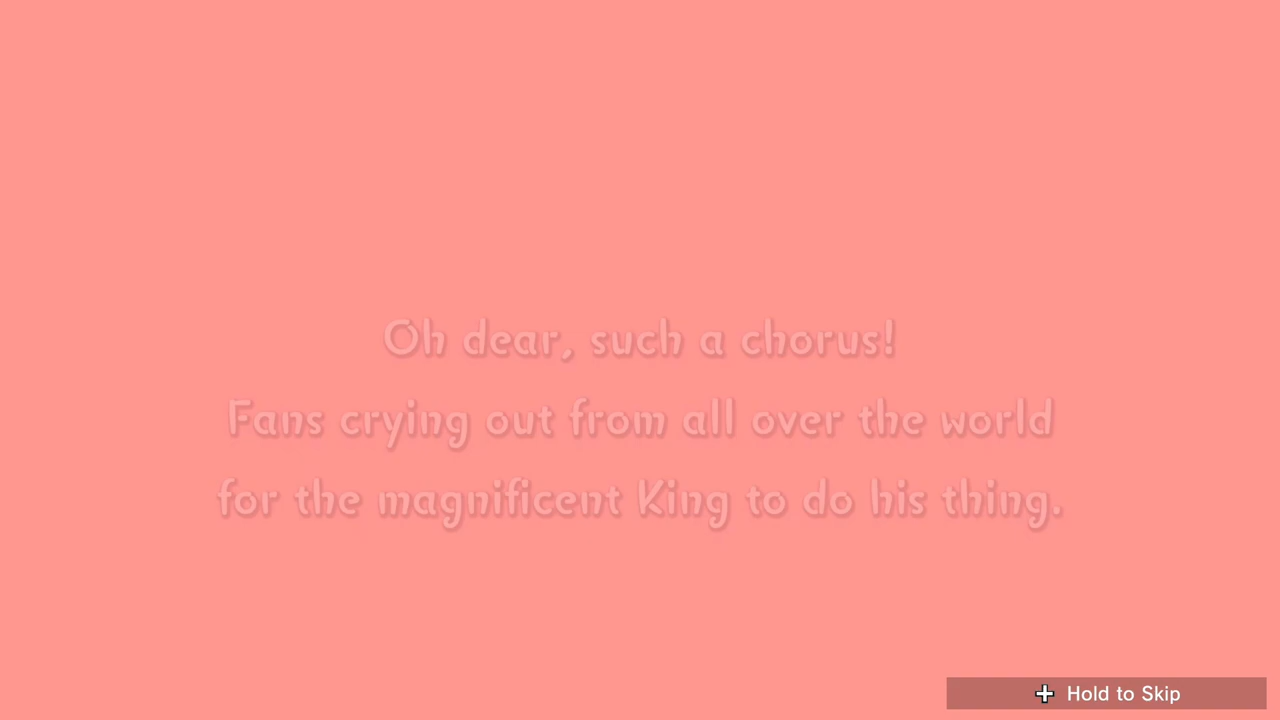 Oh dear, such a chorus!
Fans crying out from all over the world
for the magnificent King to do his thing.
Hold to Skip